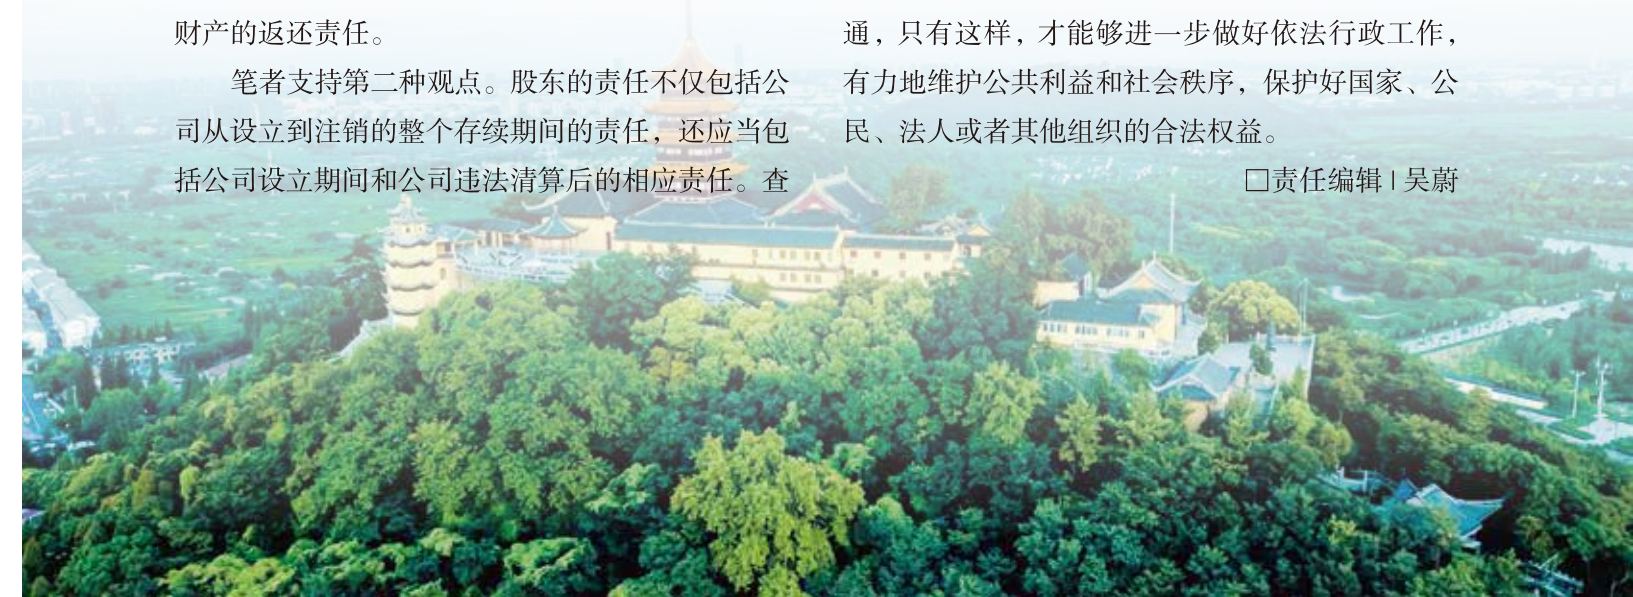 财产的返还责任。
笔者支持第二种观点。股东的责任不仅包括公
司从设立到注销的整个存续期间的责任，还应当包
括公司设立期间和公司违法清算后的相应责任。查
通，只有这样，才能够进一步做好依法行政工作，
有力地维护公共利益和社会秩序，保护好国家、公
民、法人或者其他组织的合法权益。
□责任编辑 | 吴蔚